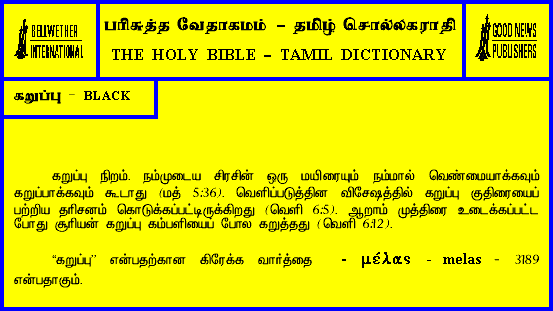 BELLWETHER
INTERNATIONAL
பரிசுத்த வேதாகமம் – தமிழ் சொல்லகராதி
THE HOLY BIBLE – TAMIL DICTIONARY
GOOD NEWS
PUBLISHERS
கறுப்பு – BLACK
கறுப்பு நிறம். நம்முடைய சிரசின் ஒரு மயிரையும் நம்மால் வெண்மையாக்கவும்
கறுப்பாக்கவும் கூடாது (மத் 5:36). வெளிப்படுத்தின விசேஷத்தில் கறுப்பு குதிரையைப்
பற்றிய தரிசனம் கொடுக்கப்பட்டிருக்கிறது (வெளி 6:5). ஆறாம் முத்திரை உடைக்கப்பட்ட
போது சூரியன் கறுப்பு கம்பளியைப் போல கறுத்தது (வெளி 6:12).
“கறுப்பு” என்பதற்கான கிரேக்க வார்த்தை - μέλας - melas - 3189
என்பதாகும்.